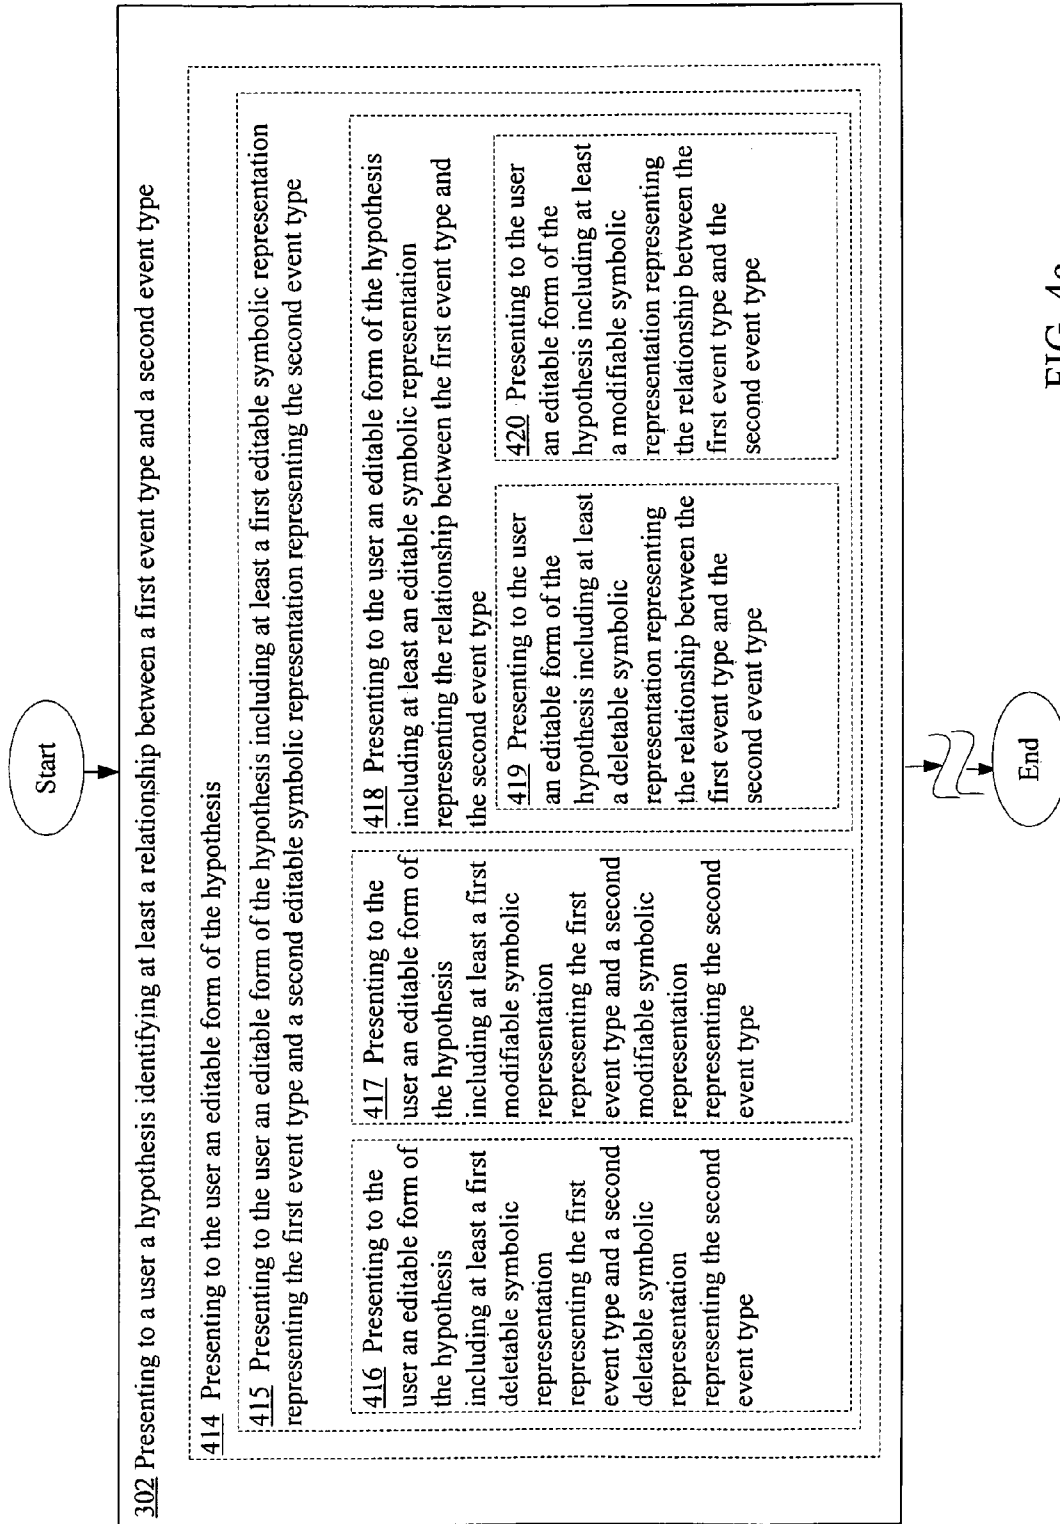 Start
302 Presenting to a user a hypothesis identifying at least a relationship between a first event type and a second event type
414 Presenting to the user an editable form of the hypothesis
415 Presenting to the user an editable form of the hypothesis including at least a first editable symbolic representation
representing the first event type and a second editable symbolic representation representing the second event type
416 Presenting to the
user an editable form of
the hypothesis
including at least a first
deletable symbolic
representation
representing the first
event type and a second
deletable symbolic
representation
representing the second
event type
417 Presenting to the
user an editable form of
the hypothesis
including at least a first
modifiable symbolic
representation
representing the first
event type and a second
modifiable symbolic
representation
representing the second
event type
418 Presenting to the user an editable form of the hypothesis
including at least an editable symbolic representation
representing the relationship between the first event type and
the second event type
419 Presenting to the user
an editable form of the
hypothesis including at least
a deletable symbolic
representation representing
the relationship between the
first event type and the
second event type
420 Presenting to the user
an editable form of the
hypothesis including at least
a modifiable symbolic
representation representing
the relationship between the
first event type and the
second event type
End